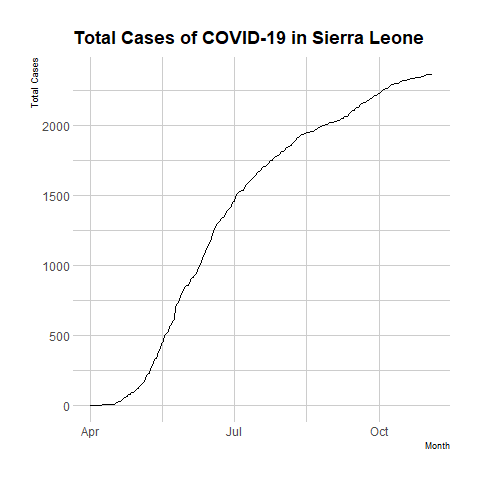 Total Cases of COVID-19 in Sierra Leone
Total Cases
2000
1500
1000
500
0
Apr
Jul
Oct
Month